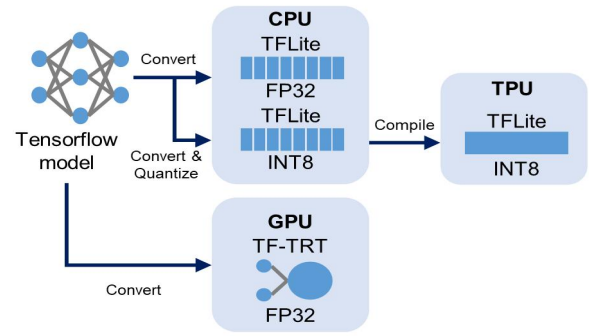 Tensorflow
model
Convert
Convert &
Quantize
CPU
TFLite
FP32
TFLite
INT8
Compile
TPU
TFLite
INT8
Convert
GPU
TF-TRT
FP32